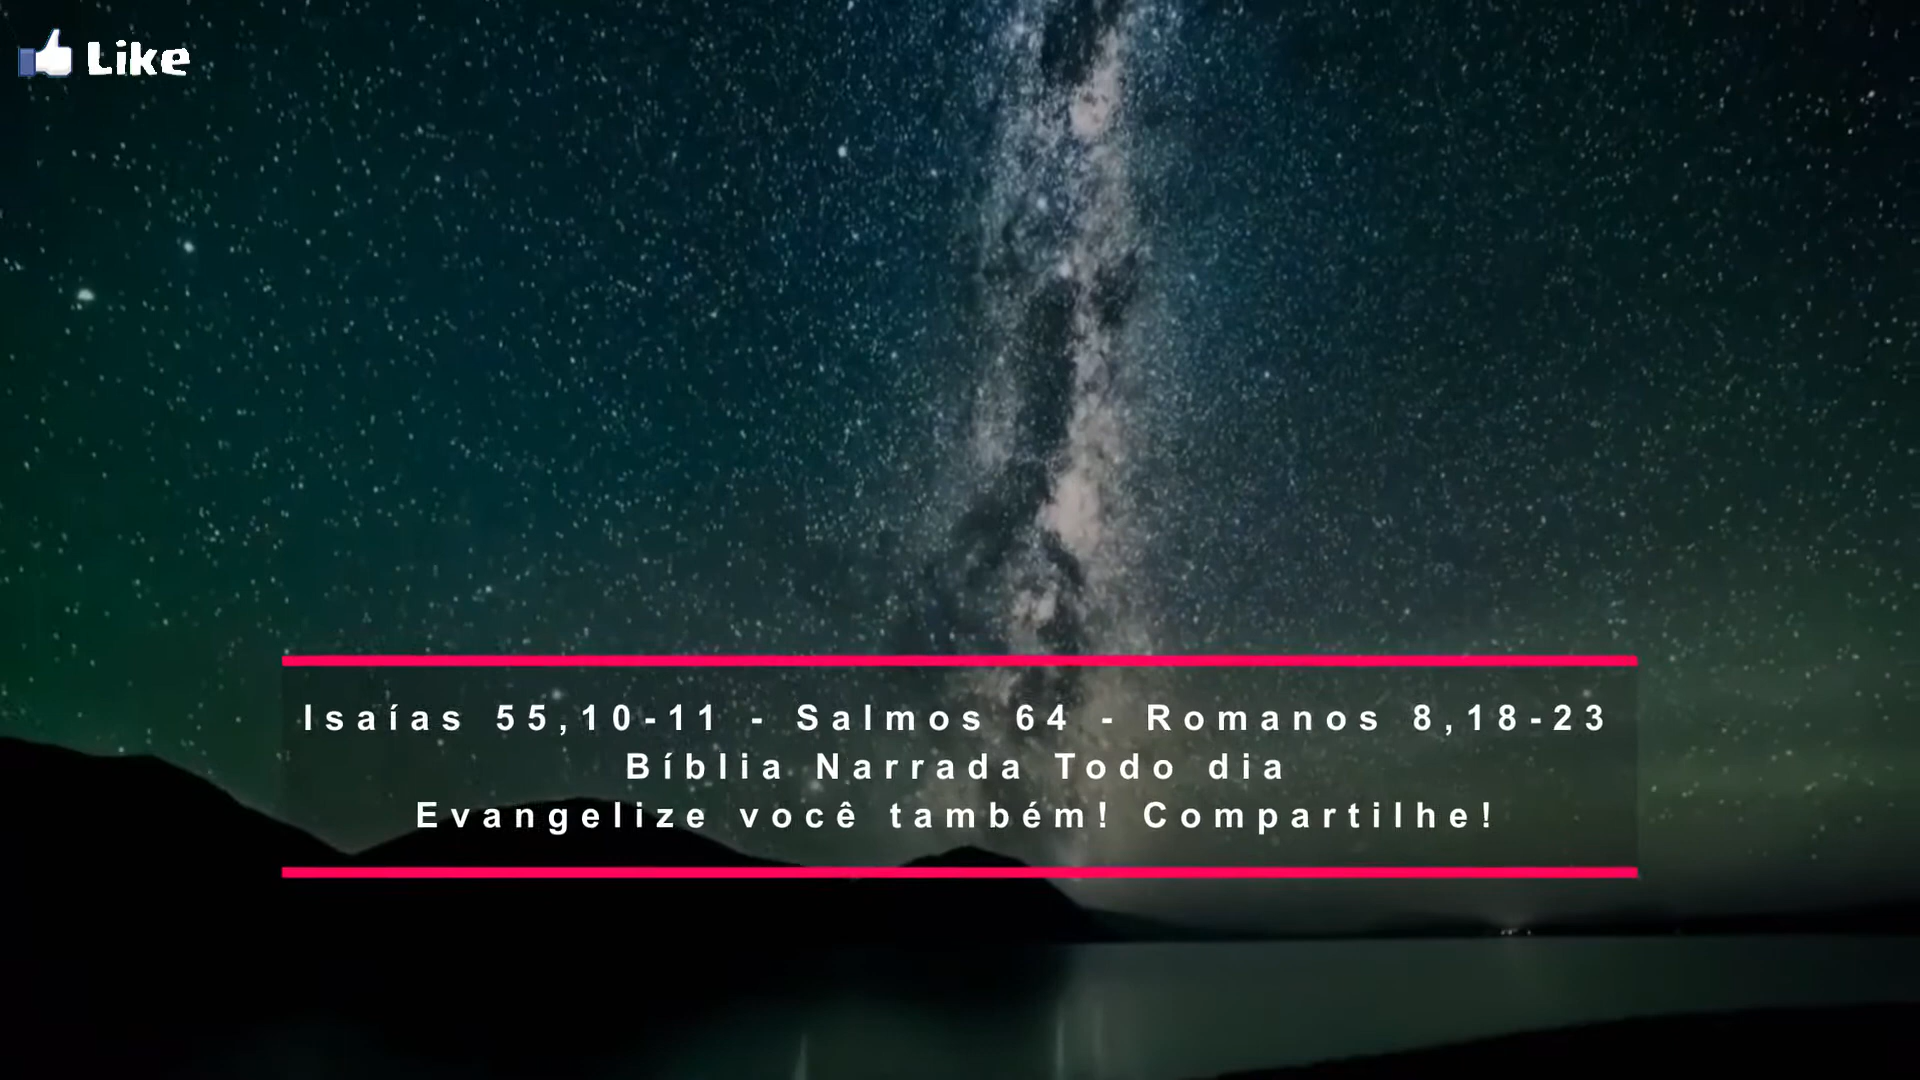 Like
Isaías 55,10-11 - Salmos 64 - Romanos 8,18-23
Bíblia Narrada Todo dia
Evangelize você também! Compartilhe!